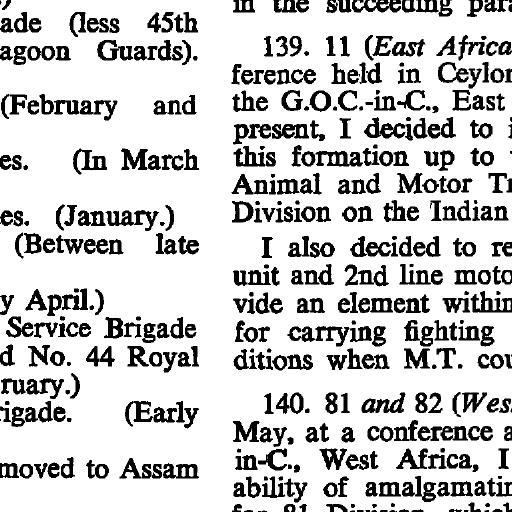 ade (less 45th
agoon Guards).
(February and
es. (In March
es. (January.)
(Between late
y April.)
Service Brigade
d No. 44 Royal
ruary.)
rigade. (Early
moved to Assam
in the succeeding para
139. 11 (East Africa
ference held in Ceylon
the G.O.C.-in-C., East
present, I decided to i
this formation up to
Animal and Motor Tr
Division on the Indian
I also decided to re
unit and 2nd line moto
vide an element within
for carrying fighting
ditions when M.T. cou
140. 81 and 82 (Wes
May, at a conference a
in-C., West Africa, I
ability of amalgamatin
for 81 Division, which